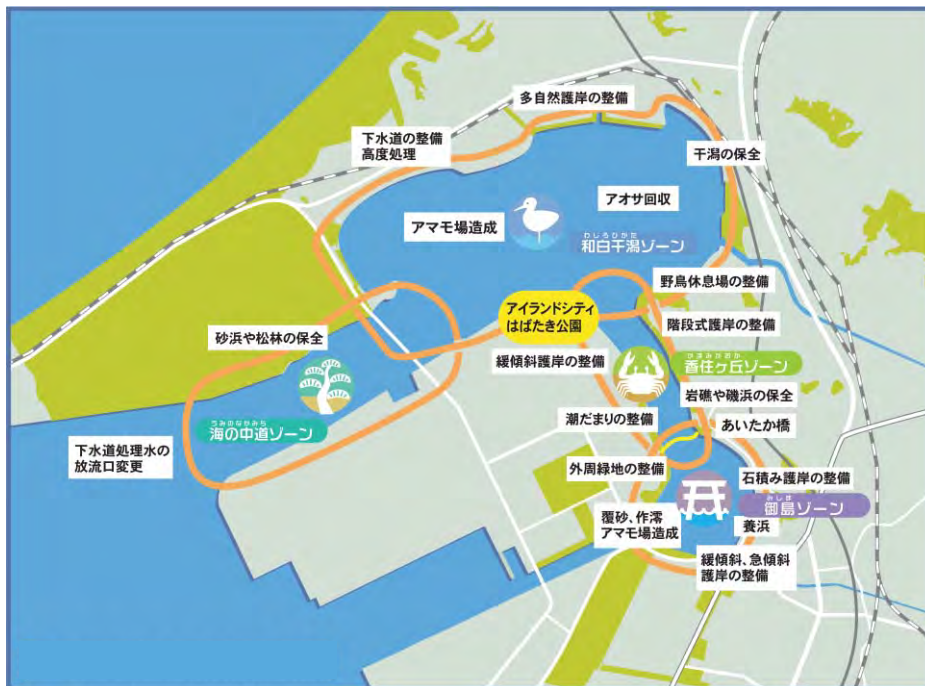 多自然護岸の整備
下水道の整備
高度処理
干潟の保全
アオサ回収
アマモ場造成
わしろひがた
和白干潟ゾーン
野鳥休息場の整備
アイランドシティ
はばたき公園
階段式護岸の整備
砂浜や松林の保全
緩傾斜護岸の整備
かすみがおか
香住ヶ丘ゾーン
岩礁や磯浜の保全
うみのなかみち
海の中道ゾーン
潮だまりの整備
あいたか橋
下水道処理水の
放流口変更
外周緑地の整備
石積み護岸の整備
みしま
御島ゾーン
覆砂、作澪
アマモ場造成
養浜
緩傾斜、急傾斜
護岸の整備